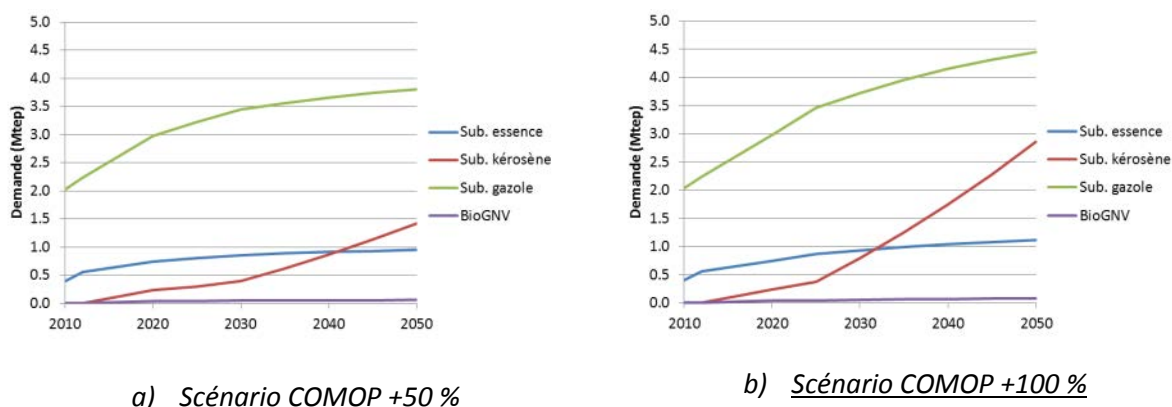 5.0
4.5
4.0
3.5
3.0
2.5
2.0
1.5
1.0
0.5
0.0
Demande (Mtep)
2010 2020 2030 2040 2050
Sub. essence
Sub. kérosène
Sub. gazole
BioGNV
a) Scénario COMOP +50 %
5.0
4.5
4.0
3.5
3.0
2.5
2.0
1.5
1.0
0.5
0.0
Demande (Mtep)
2010 2020 2030 2040 2050
Sub. essence
Sub. kérosène
Sub. gazole
BioGNV
b) Scénario COMOP +100 %